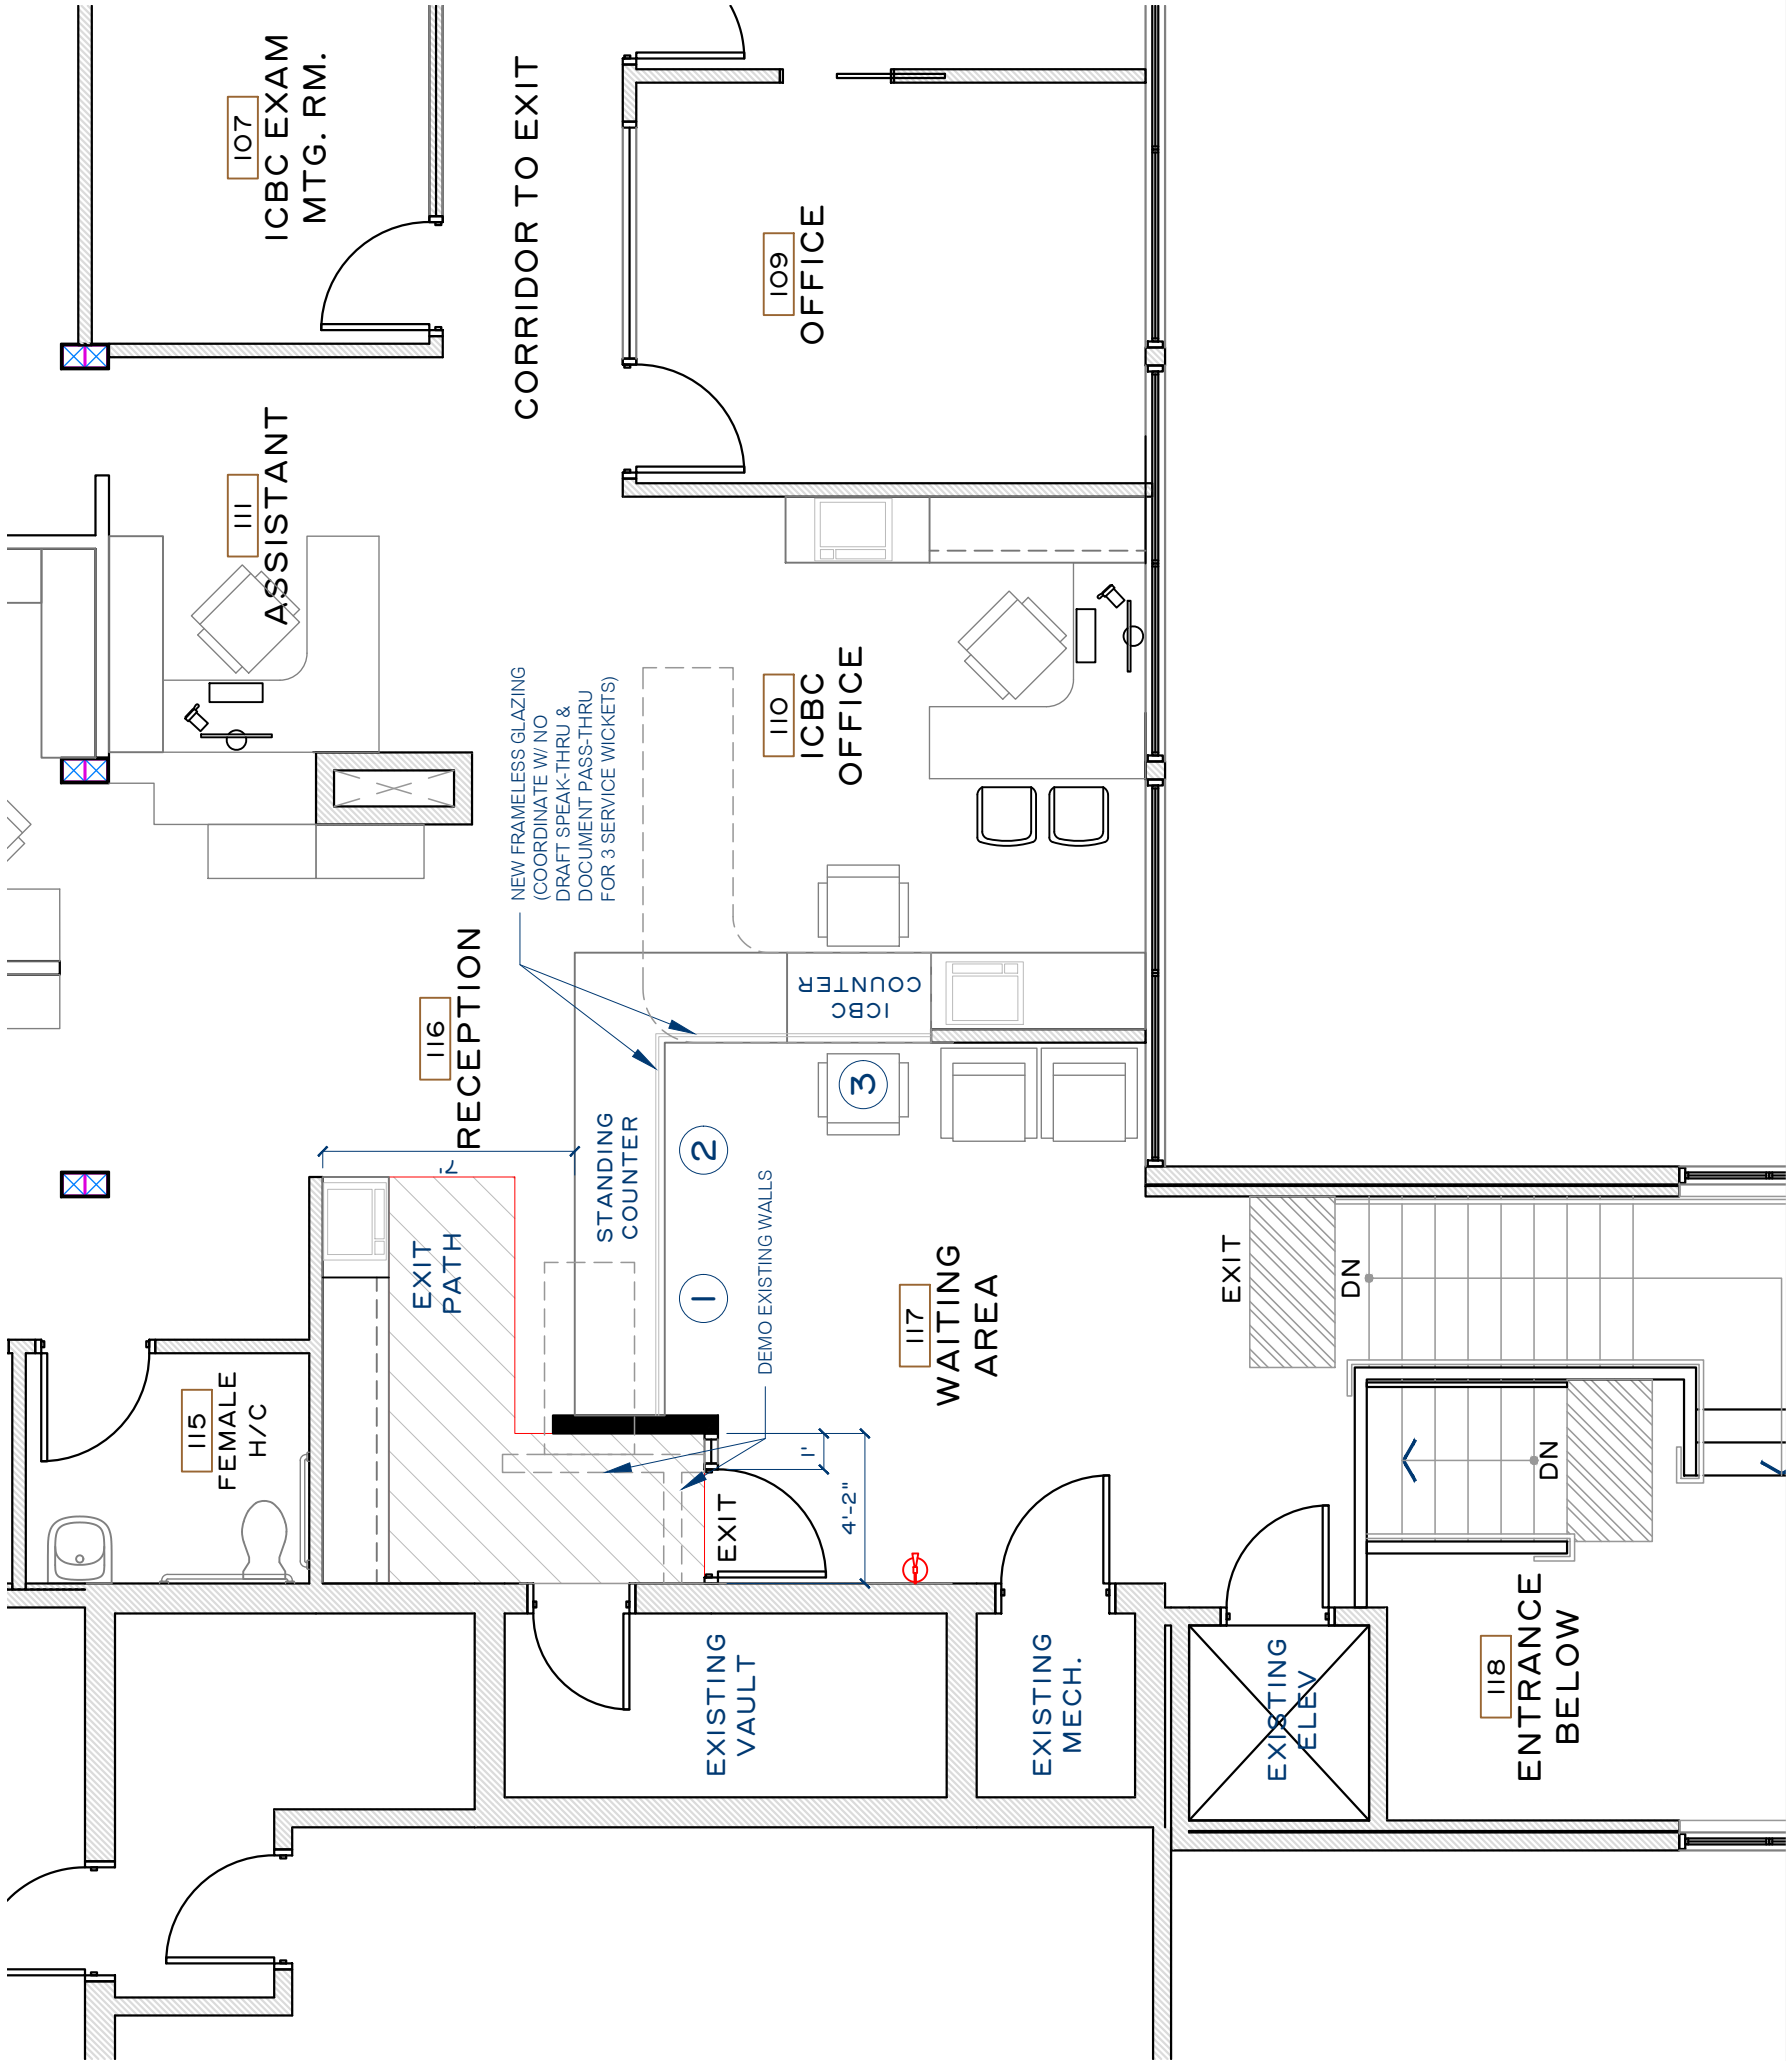 107
ICBC EXAM
MTG. RM.
CORRIDOR TO EXIT
109
OFFICE
111
ASSISTANT
NEW FRAMELESS GLAZING
(COORDINATE W/ NO
DRAFT SPEAK-THRU &
DOCUMENT PASS-THRU
FOR 3 SERVICE WICKETS)
110
ICBC
OFFICE
116
RECEPTION
ICBC
COUNTER
7'
EXIT
PATH
STANDING
COUNTER
1
2
3
DEMO EXISTING WALLS
117
WAITING
AREA
EXIT
DN
115
FEMALE
H/C
EXIT
1'
4'-2"
DN
EXISTING
VAULT
EXISTING
MECH.
EXISTING
ELEV
118
ENTRANCE
BELOW